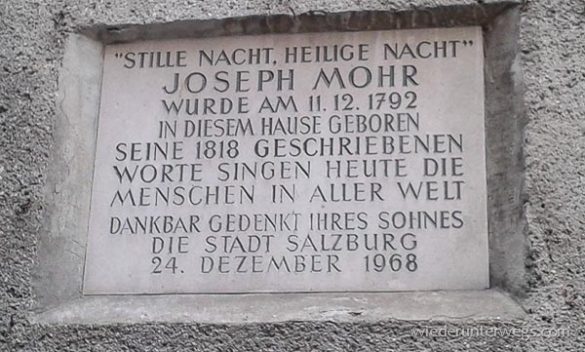 "STILLE NACHT, HEILIGE NACHT"
JOSEPH MOHR
WURDE AM 11.12.1792
IN DIESEM HAUSE GEBOREN
SEINE 1818 GESCHRIEBENEN
WORTE SINGEN HEUTE DIE
MENSCHEN IN ALLER WELT
DANKBAR GEDENKT IHRES SOHNES
DIE STADT SALZBURG
24. DEZEMBER 1968
wiederunterwegs.com